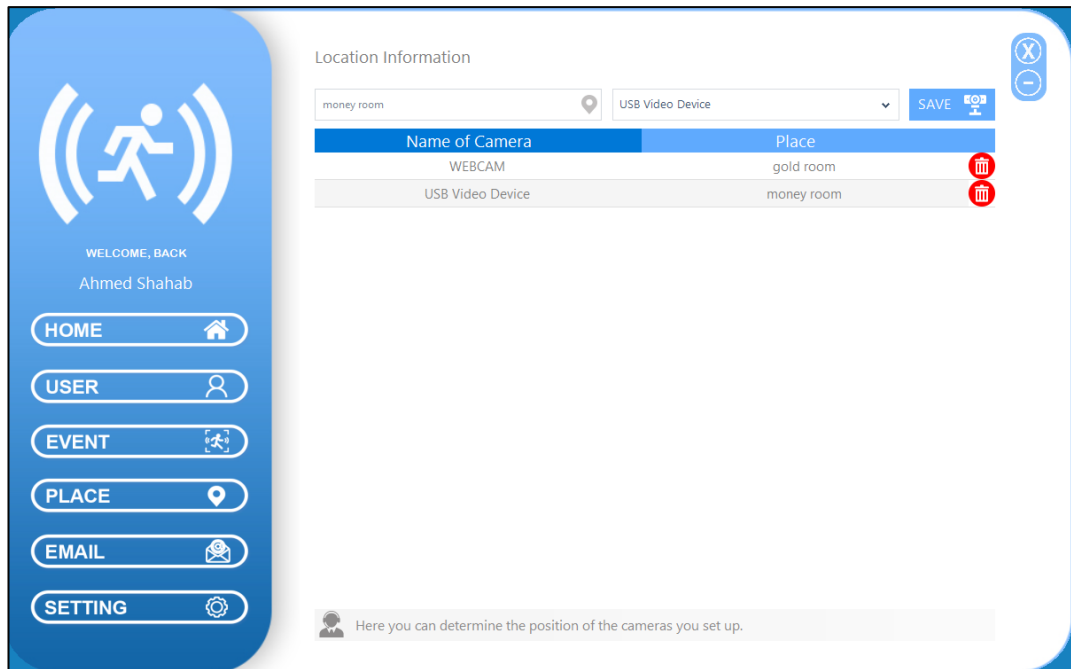 WELCOME, BACK
Ahmed Shahab
HOME
USER
EVENT
PLACE
EMAIL
SETTING
Location Information
money room USB Video Device SAVE
Name of Camera Place
WEBCAM gold room
USB Video Device money room
Here you can determine the position of the cameras you set up.